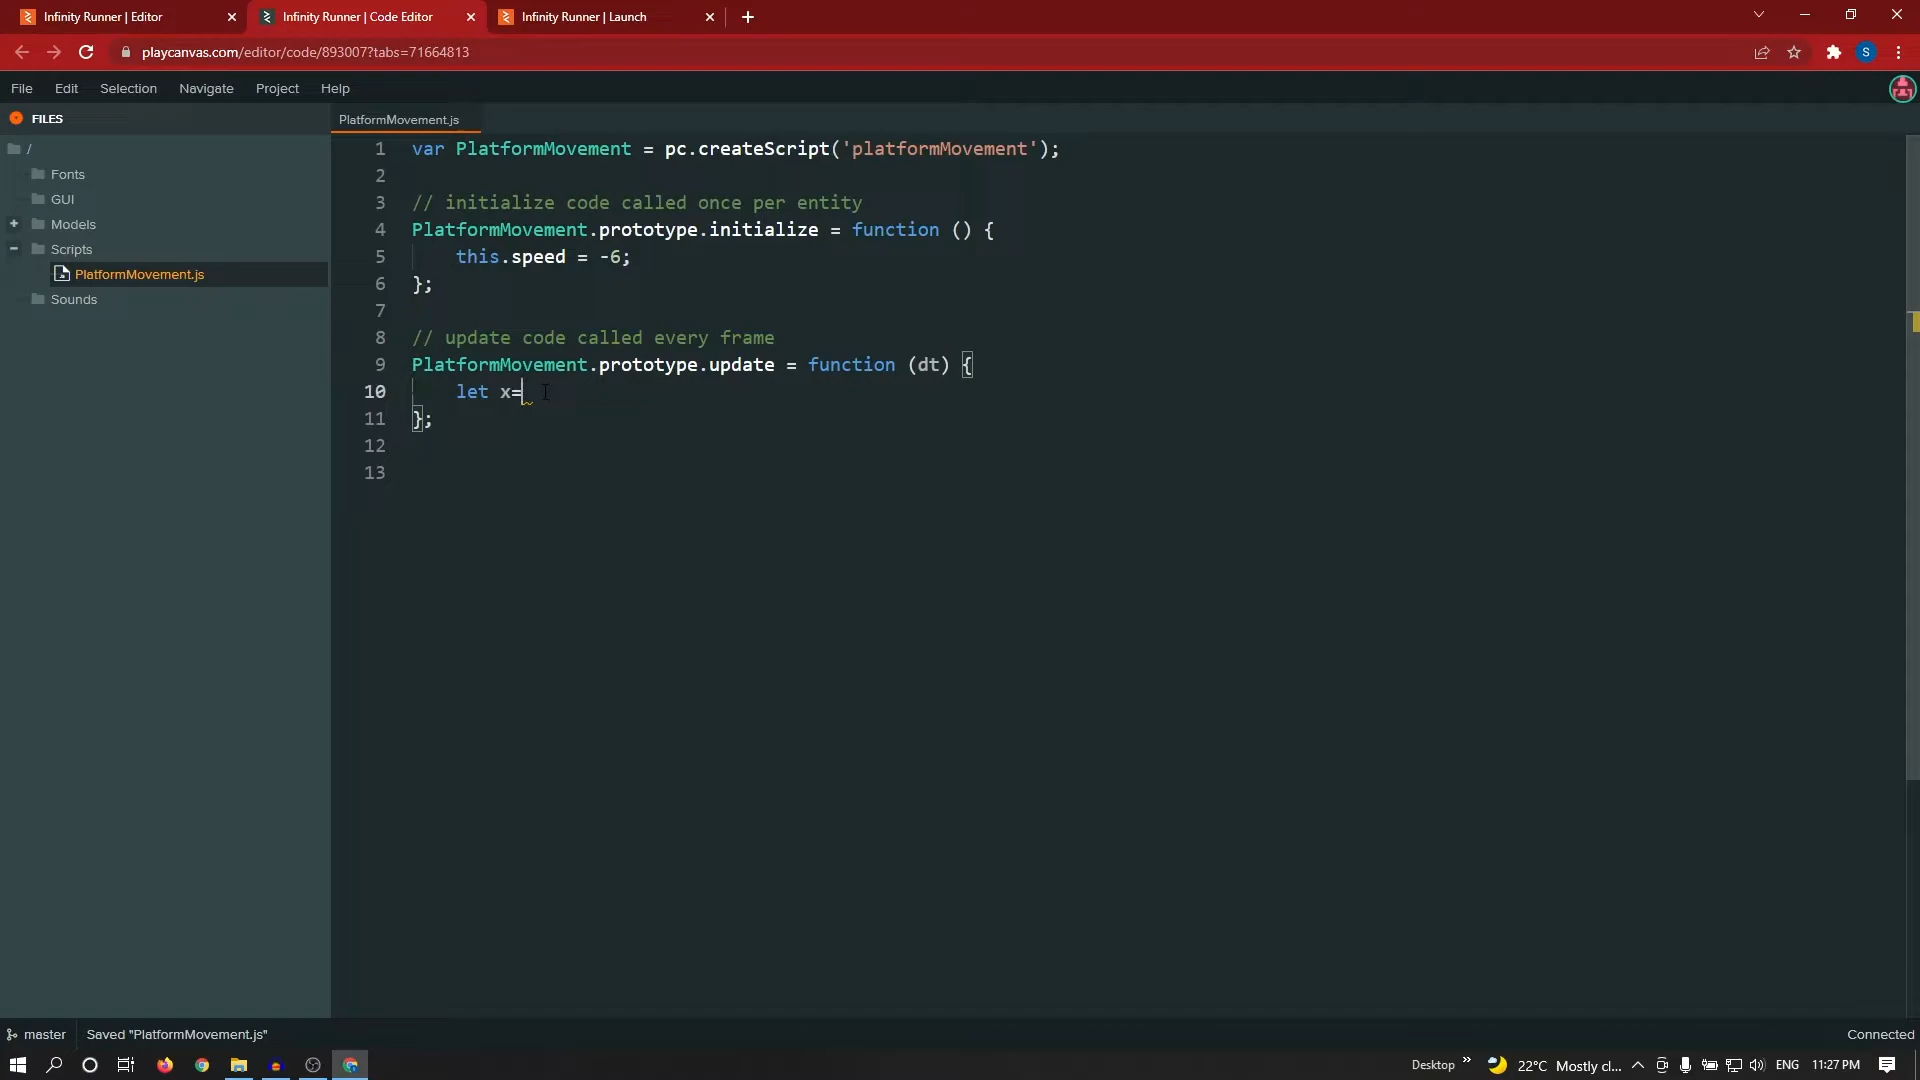 Infinity Runner | Editor
Infinity Runner | Code Editor
Infinity Runner | Launch
playcanvas.com/editor/code/893007?tabs=71664813
S
File Edit Selection Navigate Project Help
FILES
PlatformMovement.js
/
Fonts
GUI
Models
Scripts
PlatformMovement.js
Sounds
1 var PlatformMovement = pc.createScript('platformMovement');
2
3 // initialize code called once per entity
4 PlatformMovement.prototype.initialize = function () {
5 this.speed = -6;
6 };
7
8 // update code called every frame
9 PlatformMovement.prototype.update = function (dt) {
10 let x=
11 };
12
13
master Saved "PlatformMovement.js"
Connected
Desktop 22°C Mostly cl... ENG 11:27 PM